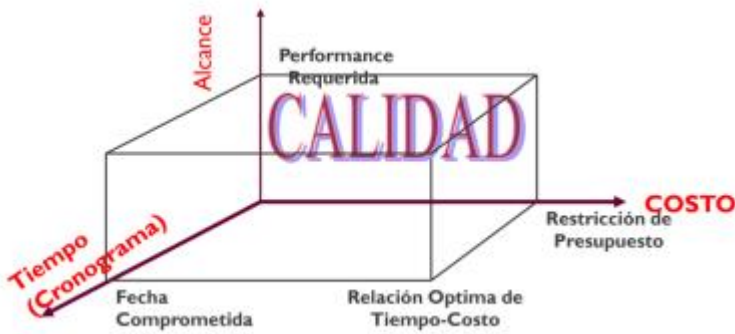 Alcance
Performance
Requerida
CALIDAD
COSTO
Restricción de
Presupuesto
Tiempo
(Cronograma)
Fecha
Comprometida
Relación Optima de
Tiempo-Costo